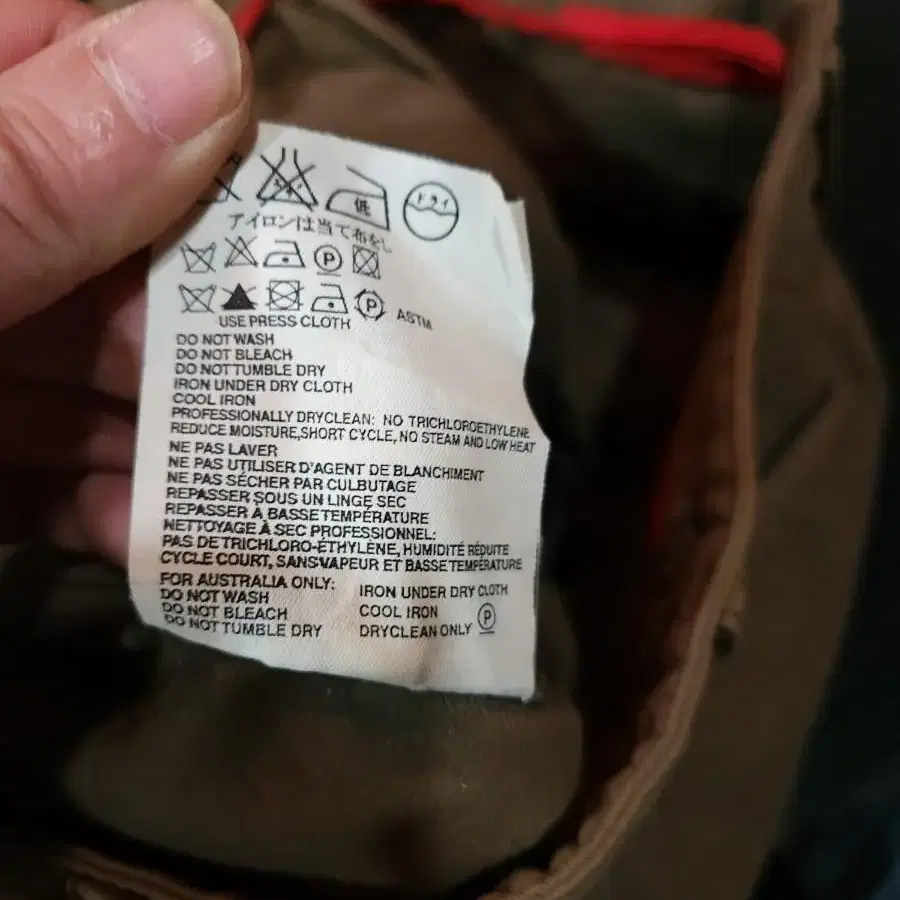 低 ドライ
アイロンは当て布をし
P
P ASTM
USE PRESS CLOTH
DO NOT WASH
DO NOT BLEACH
DO NOT TUMBLE DRY
IRON UNDER DRY CLOTH
COOL IRON
PROFESSIONALLY DRYCLEAN: NO TRICHLOROETHYLENE
REDUCE MOISTURE,SHORT CYCLE, NO STEAM AND LOW HEAT
NE PAS LAVER
NE PAS UTILISER D'AGENT DE BLANCHIMENT
NE PAS SÉCHER PAR CULBUTAGE
REPASSER SOUS UN LINGE SEC
REPASSER À BASSE TEMPÉRATURE
NETTOYAGE À SEC PROFESSIONNEL:
PAS DE TRICHLORO-ÉTHYLÈNE, HUMIDITÉ RÉDUITE
CYCLE COURT, SANS VAPEUR ET BASSE TEMPÉRATURE
FOR AUSTRALIA ONLY: IRON UNDER DRY CLOTH
DO NOT WASH COOL IRON
DO NOT BLEACH DRYCLEAN ONLY P
DO NOT TUMBLE DRY